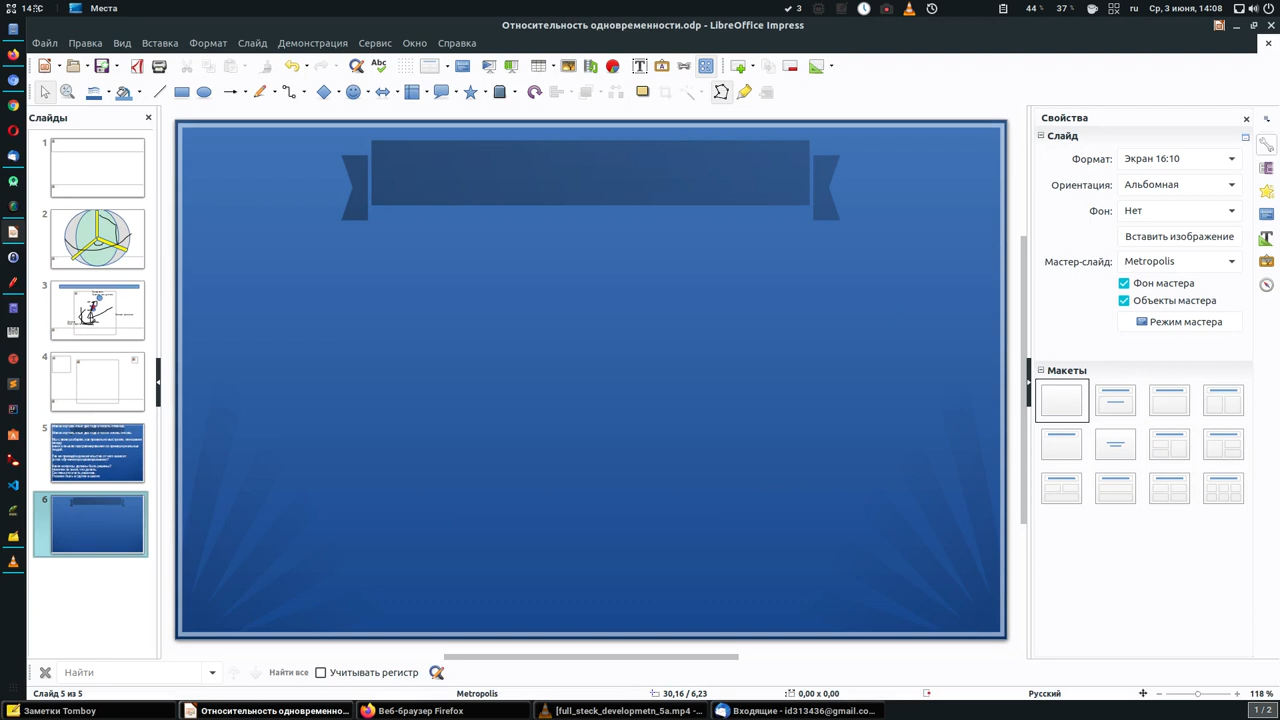 14:08
Места
3
44 %
37 %
ru
Ср, 3 июня, 14:08
Относительность одновременности.odp - LibreOffice Impress
Файл Правка Вид Вставка Формат Слайд Демонстрация Сервис Окно Справка
Abc
T
Слайды
1
2
3
4
5
6
Свойства
Слайд
Формат: Экран 16:10
Ориентация: Альбомная
Фон: Нет
Вставить изображение
Мастер-слайд: Metropolis
Фон мастера
Объекты мастера
Режим мастера
Макеты
Найти
Найти все
Учитывать регистр
Слайд 5 из 5
Metropolis
30,16 / 6,23
0,00 x 0,00
Русский
118 %
Заметки Tomboy
Относительность одновременно...
Веб-браузер Firefox
[full_steck_developmetn_5a.mp4 -...
Входящие - id313436@gmail.co...
1 / 2